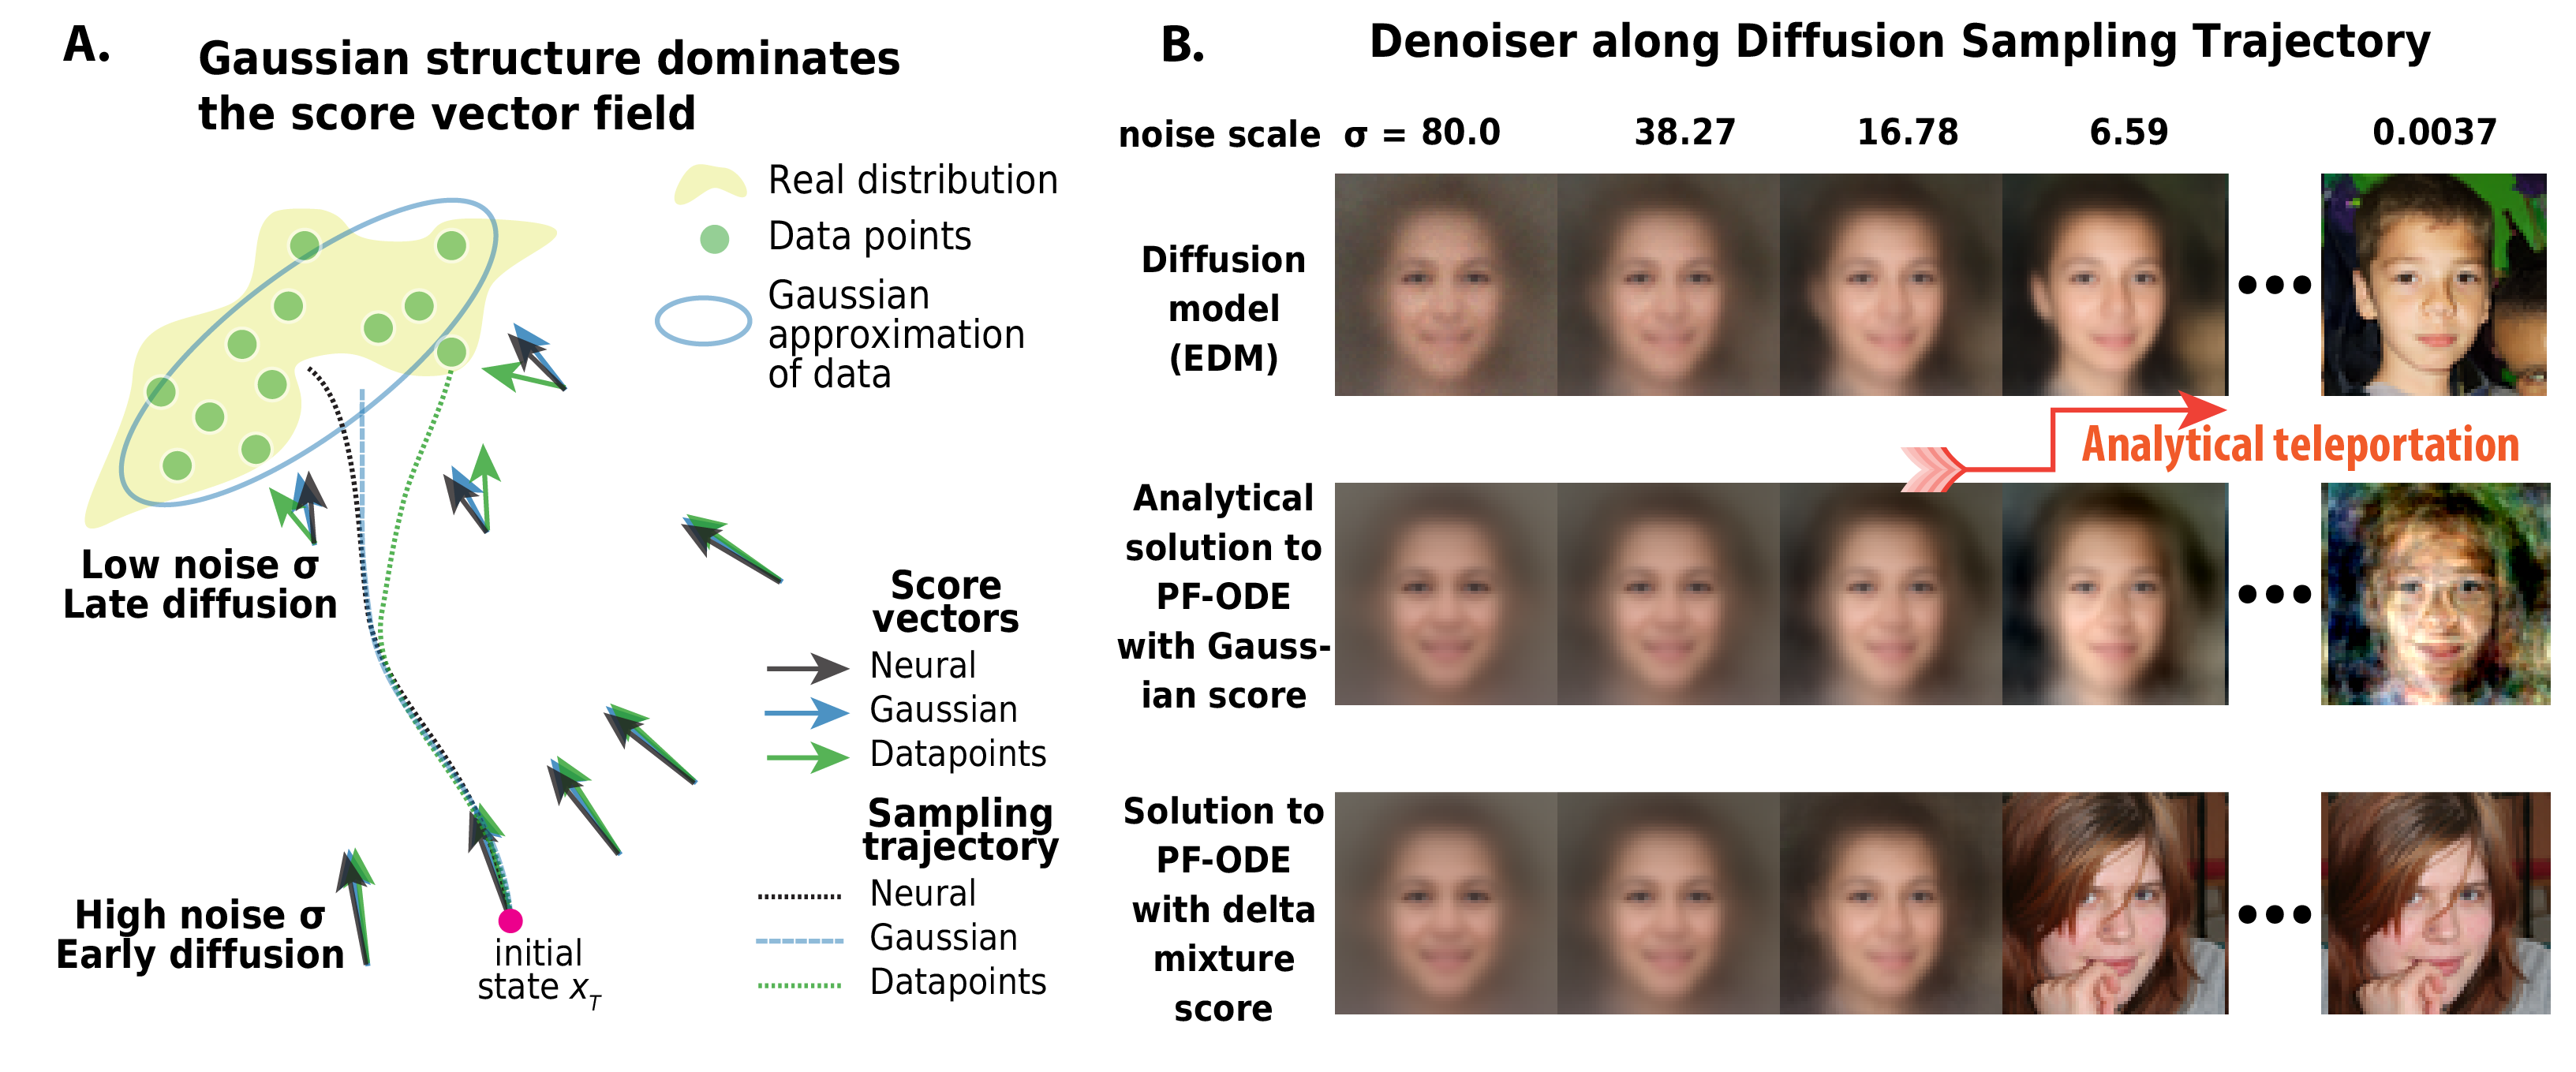 A.
Gaussian structure dominates
the score vector field
Real distribution
Data points
Gaussian
approximation
of data
Low noise σ
Late diffusion
Score
vectors
Neural
Gaussian
Datapoints
Sampling
trajectory
Neural
Gaussian
Datapoints
High noise σ
Early diffusion
initial
state x_T
B.
Denoiser along Diffusion Sampling Trajectory
noise scale σ = 80.0 38.27 16.78 6.59 0.0037
Diffusion
model
(EDM)
Analytical teleportation
Analytical
solution to
PF-ODE
with Gauss-
ian score
Solution to
PF-ODE
with delta
mixture
score